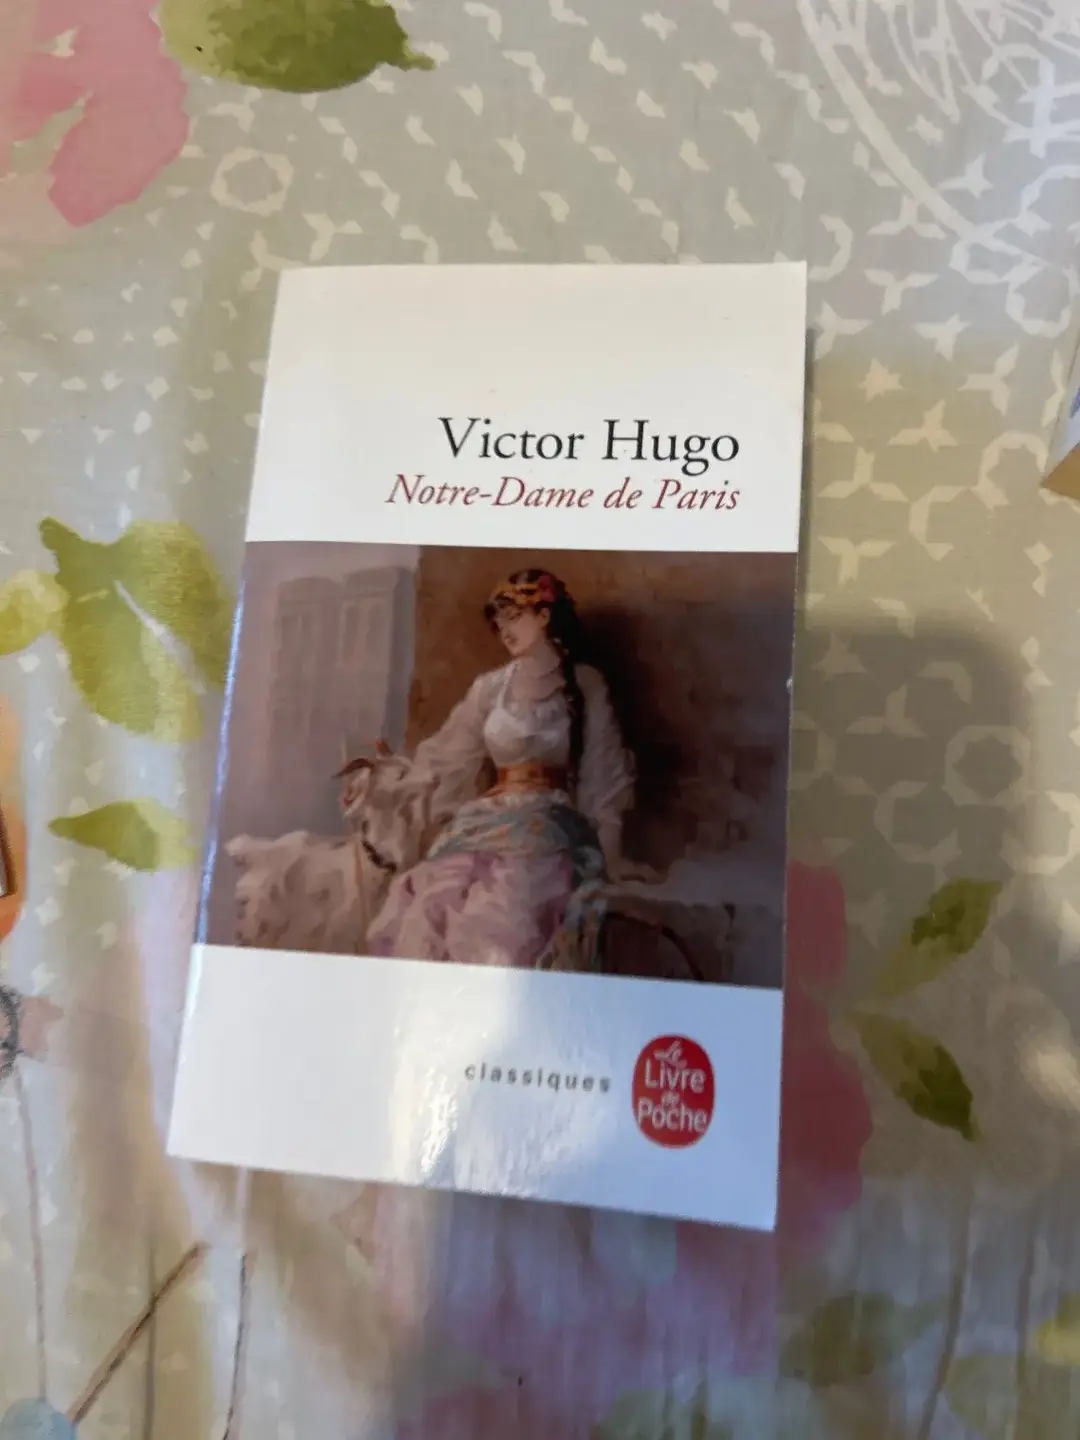 Victor Hugo
Notre-Dame de Paris
classiques
Le
Livre
de
Poche